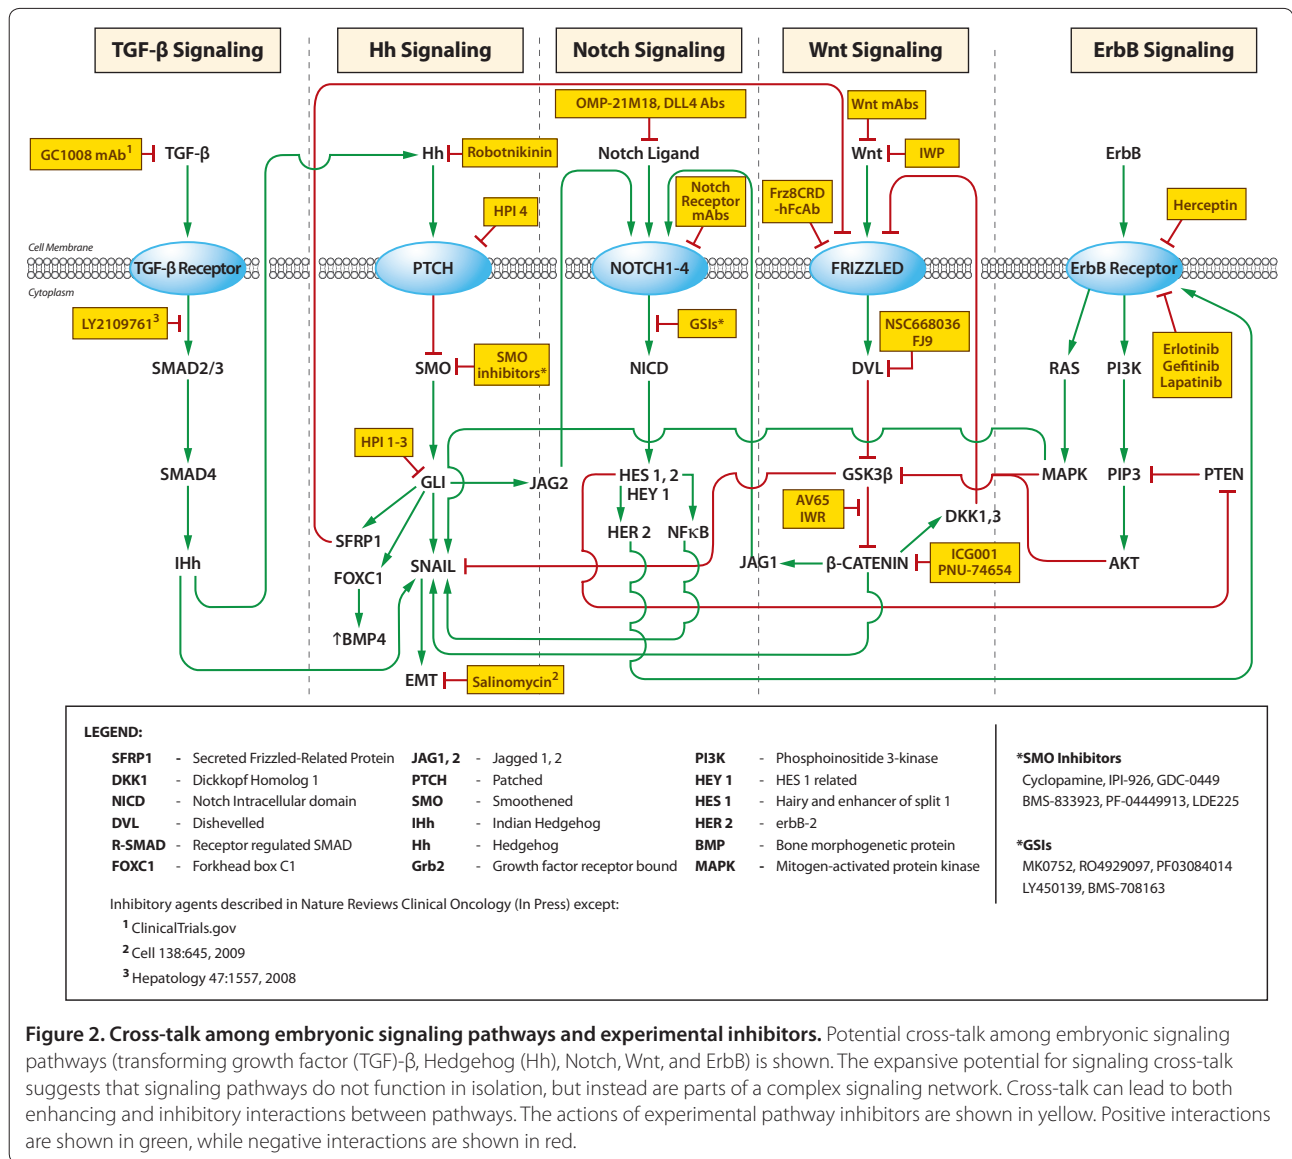 TGF-β Signaling
Hh Signaling
Notch Signaling
Wnt Signaling
ErbB Signaling
OMP-21M18, DLL4 Abs
Wnt mAbs
GC1008 mAb1
TGF-β
Hh
Robotnikinin
Notch Ligand
Wnt
IWP
ErbB
HPI 4
Notch
Receptor
mAbs
Frz8CRD
-hFcAb
Herceptin
Cell Membrane
TGF-β Receptor
PTCH
NOTCH1-4
FRIZZLED
ErbB Receptor
Cytoplasm
LY21097613
GSIs*
NSC668036
FJ9
SMAD2/3
SMO
SMO
inhibitors*
NICD
DVL
RAS
PI3K
Erlotinib
Gefitinib
Lapatinib
HPI 1-3
SMAD4
GLI
JAG2
HES 1, 2
HEY 1
GSK3β
MAPK
PIP3
PTEN
AV65
IWR
DKK1,3
SFRP1
HER 2
NFκB
IHh
FOXC1
SNAIL
JAG1
β-CATENIN
ICG001
PNU-74654
AKT
↑BMP4
EMT
Salinomycin2
LEGEND:
SFRP1 - Secreted Frizzled-Related Protein
DKK1 - Dickkopf Homolog 1
NICD - Notch Intracellular domain
DVL - Dishevelled
R-SMAD - Receptor regulated SMAD
FOXC1 - Forkhead box C1
JAG1, 2 - Jagged 1, 2
PTCH - Patched
SMO - Smoothened
IHh - Indian Hedgehog
Hh - Hedgehog
Grb2 - Growth factor receptor bound
PI3K - Phosphoinositide 3-kinase
HEY 1 - HES 1 related
HES 1 - Hairy and enhancer of split 1
HER 2 - erbB-2
BMP - Bone morphogenetic protein
MAPK - Mitogen-activated protein kinase
*SMO Inhibitors
Cyclopamine, IPI-926, GDC-0449
BMS-833923, PF-04449913, LDE225
*GSIs
MK0752, RO4929097, PF03084014
LY450139, BMS-708163
Inhibitory agents described in Nature Reviews Clinical Oncology (In Press) except:
1 ClinicalTrials.gov
2 Cell 138:645, 2009
3 Hepatology 47:1557, 2008
Figure 2. Cross-talk among embryonic signaling pathways and experimental inhibitors. Potential cross-talk among embryonic signaling
pathways (transforming growth factor (TGF)-β, Hedgehog (Hh), Notch, Wnt, and ErbB) is shown. The expansive potential for signaling cross-talk
suggests that signaling pathways do not function in isolation, but instead are parts of a complex signaling network. Cross-talk can lead to both
enhancing and inhibitory interactions between pathways. The actions of experimental pathway inhibitors are shown in yellow. Positive interactions
are shown in green, while negative interactions are shown in red.